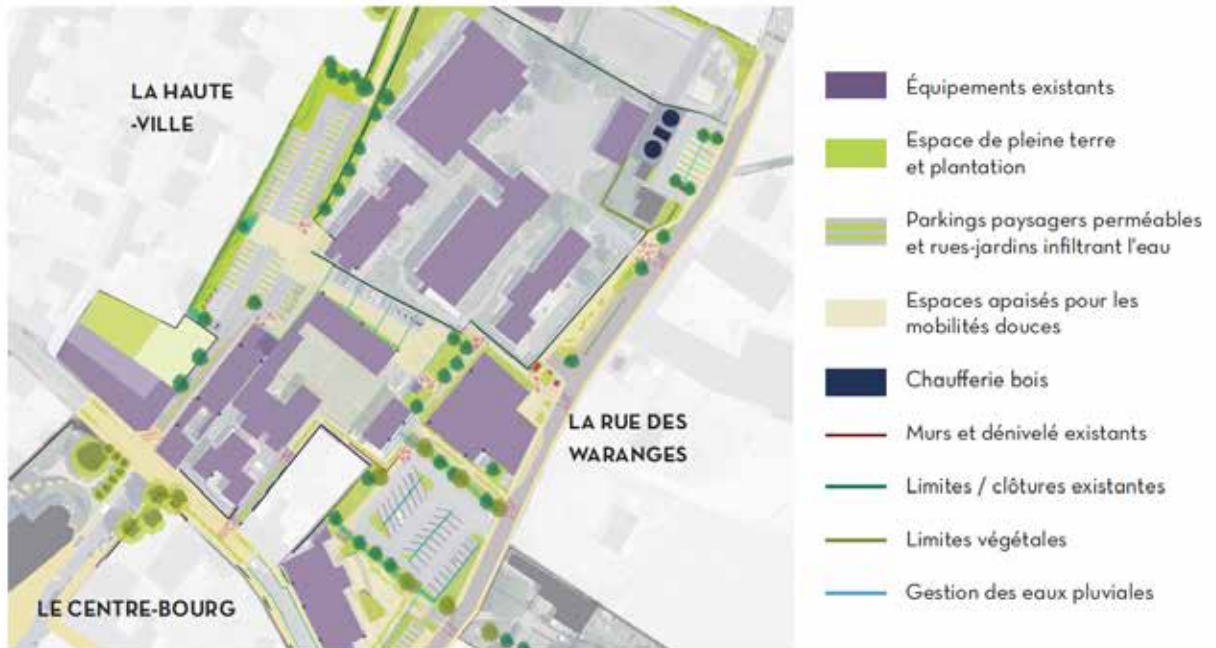 LA HAUTE
-VILLE
LA RUE DES
WARANGES
LE CENTRE-BOURG
Équipements existants
Espace de pleine terre
et plantation
Parkings paysagers perméables
et rues-jardins infiltrant l'eau
Espaces apaisés pour les
mobilités douces
Chaufferie bois
Murs et dénivelé existants
Limites / clôtures existantes
Limites végétales
Gestion des eaux pluviales